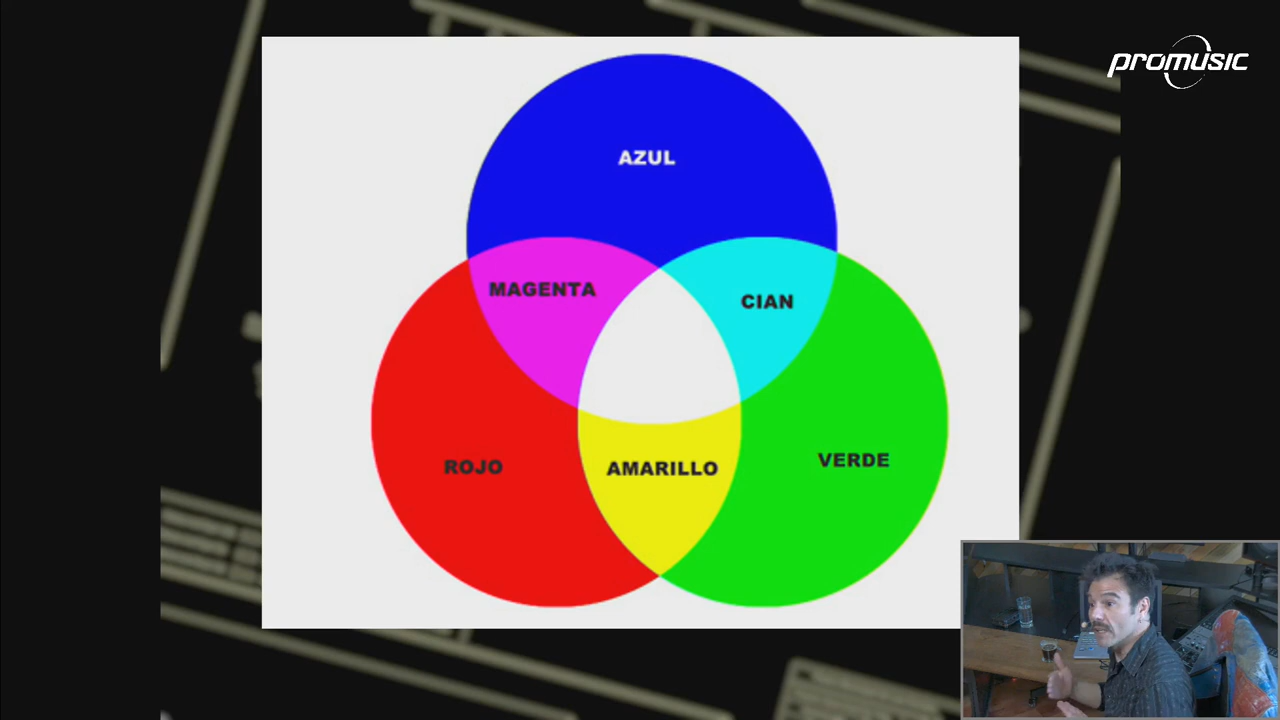 promusic
AZUL
MAGENTA
CIAN
ROJO
AMARILLO
VERDE